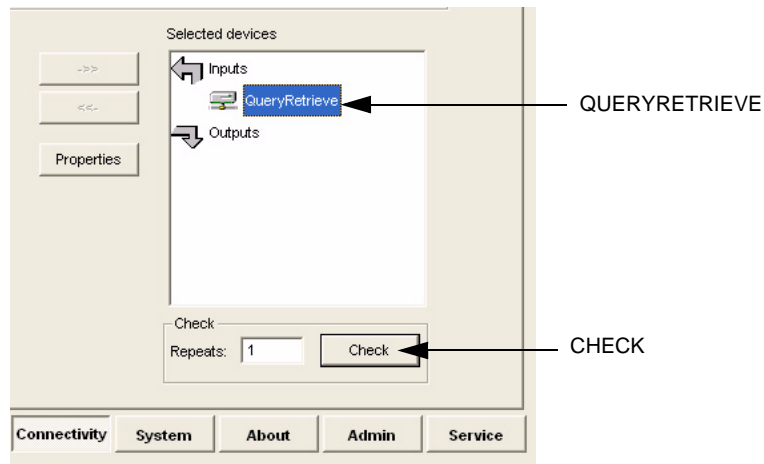 Selected devices
->>
Inputs
<<-
QueryRetrieve
QUERYRETRIEVE
Outputs
Properties
Check
Repeats: 1 Check
CHECK
Connectivity System About Admin Service